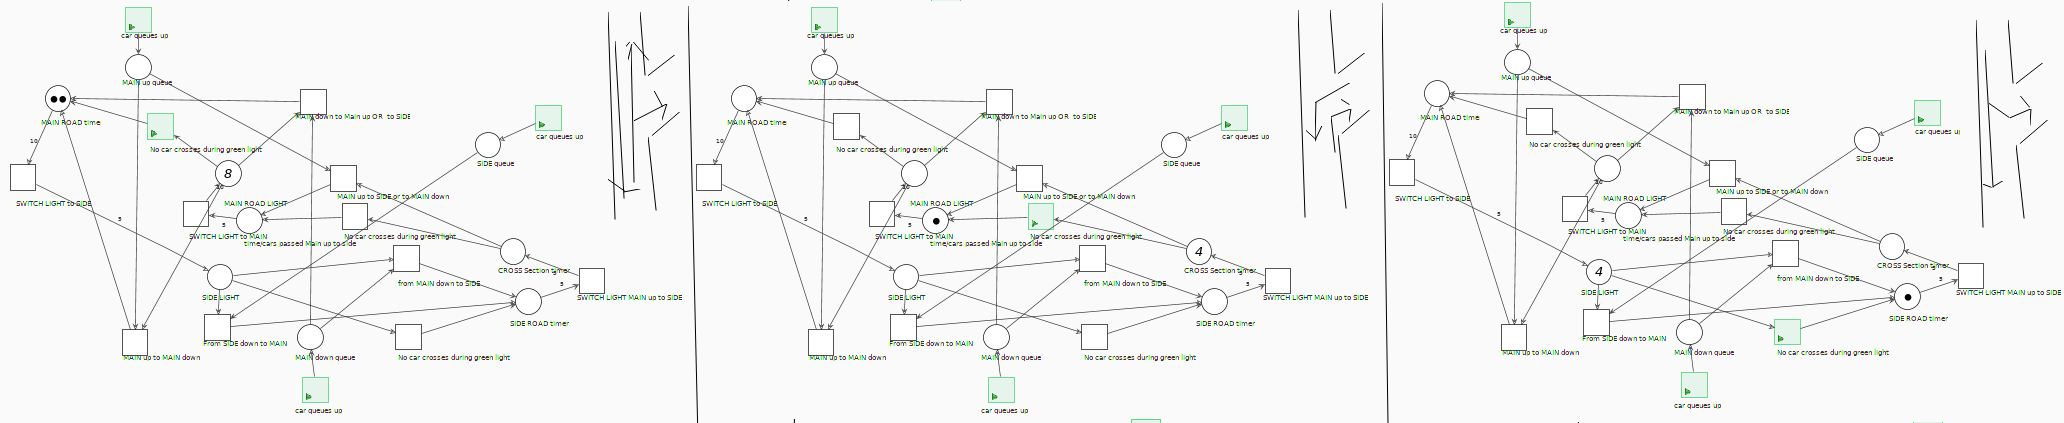 car queues up
MAIN up queue
MAIN ROAD time
MAIN down to Main up OR to SIDE
car queues up
10
No car crosses during green light
SIDE queue
8
10
SWITCH LIGHT to SIDE
MAIN up to SIDE or to MAIN down
MAIN ROAD LIGHT
5
5
SWITCH LIGHT to MAIN
No car crosses during green light
time/cars passed Main up to side
CROSS Section timer
5
from MAIN down to SIDE
SIDE LIGHT
SWITCH LIGHT MAIN up to SIDE
SIDE ROAD timer
From SIDE down to MAIN
MAIN up to MAIN down
MAIN down queue
No car crosses during green light
car queues up
car queues up
MAIN up queue
MAIN ROAD time
MAIN down to Main up OR to SIDE
car queues up
10
No car crosses during green light
SIDE queue
10
SWITCH LIGHT to SIDE
MAIN up to SIDE or to MAIN down
MAIN ROAD LIGHT
5
5
SWITCH LIGHT to MAIN
No car crosses during green light
time/cars passed Main up to side
4
CROSS Section timer
5
from MAIN down to SIDE
SIDE LIGHT
SWITCH LIGHT MAIN up to SIDE
SIDE ROAD timer
From SIDE down to MAIN
MAIN up to MAIN down
MAIN down queue
No car crosses during green light
car queues up
car queues up
MAIN up queue
MAIN ROAD time
MAIN down to Main up OR to SIDE
car queues up
10
No car crosses during green light
SIDE queue
10
SWITCH LIGHT to SIDE
MAIN up to SIDE or to MAIN down
MAIN ROAD LIGHT
5
5
SWITCH LIGHT to MAIN
No car crosses during green light
time/cars passed Main up to side
CROSS Section timer
4
5
from MAIN down to SIDE
SIDE LIGHT
SWITCH LIGHT MAIN up to SIDE
SIDE ROAD timer
From SIDE down to MAIN
MAIN up to MAIN down
MAIN down queue
No car crosses during green light
car queues up